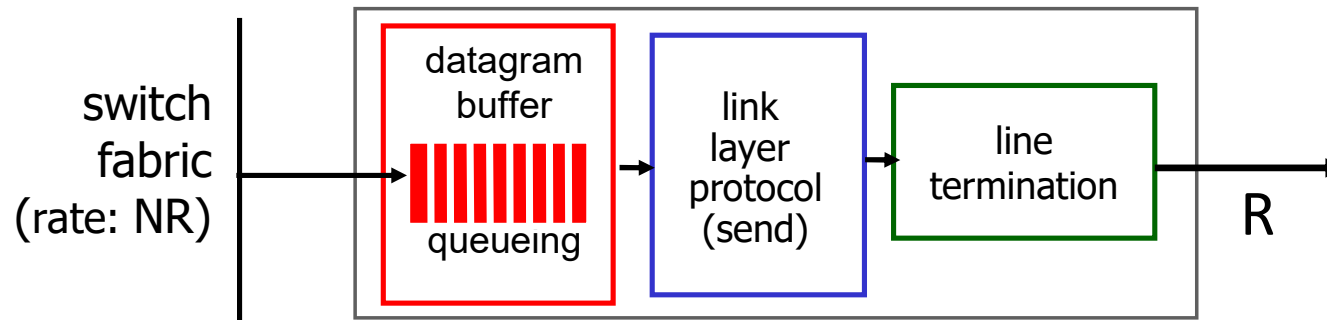 switch
fabric
(rate: NR)
datagram
buffer
queueing
link
layer
protocol
(send)
line
termination
R